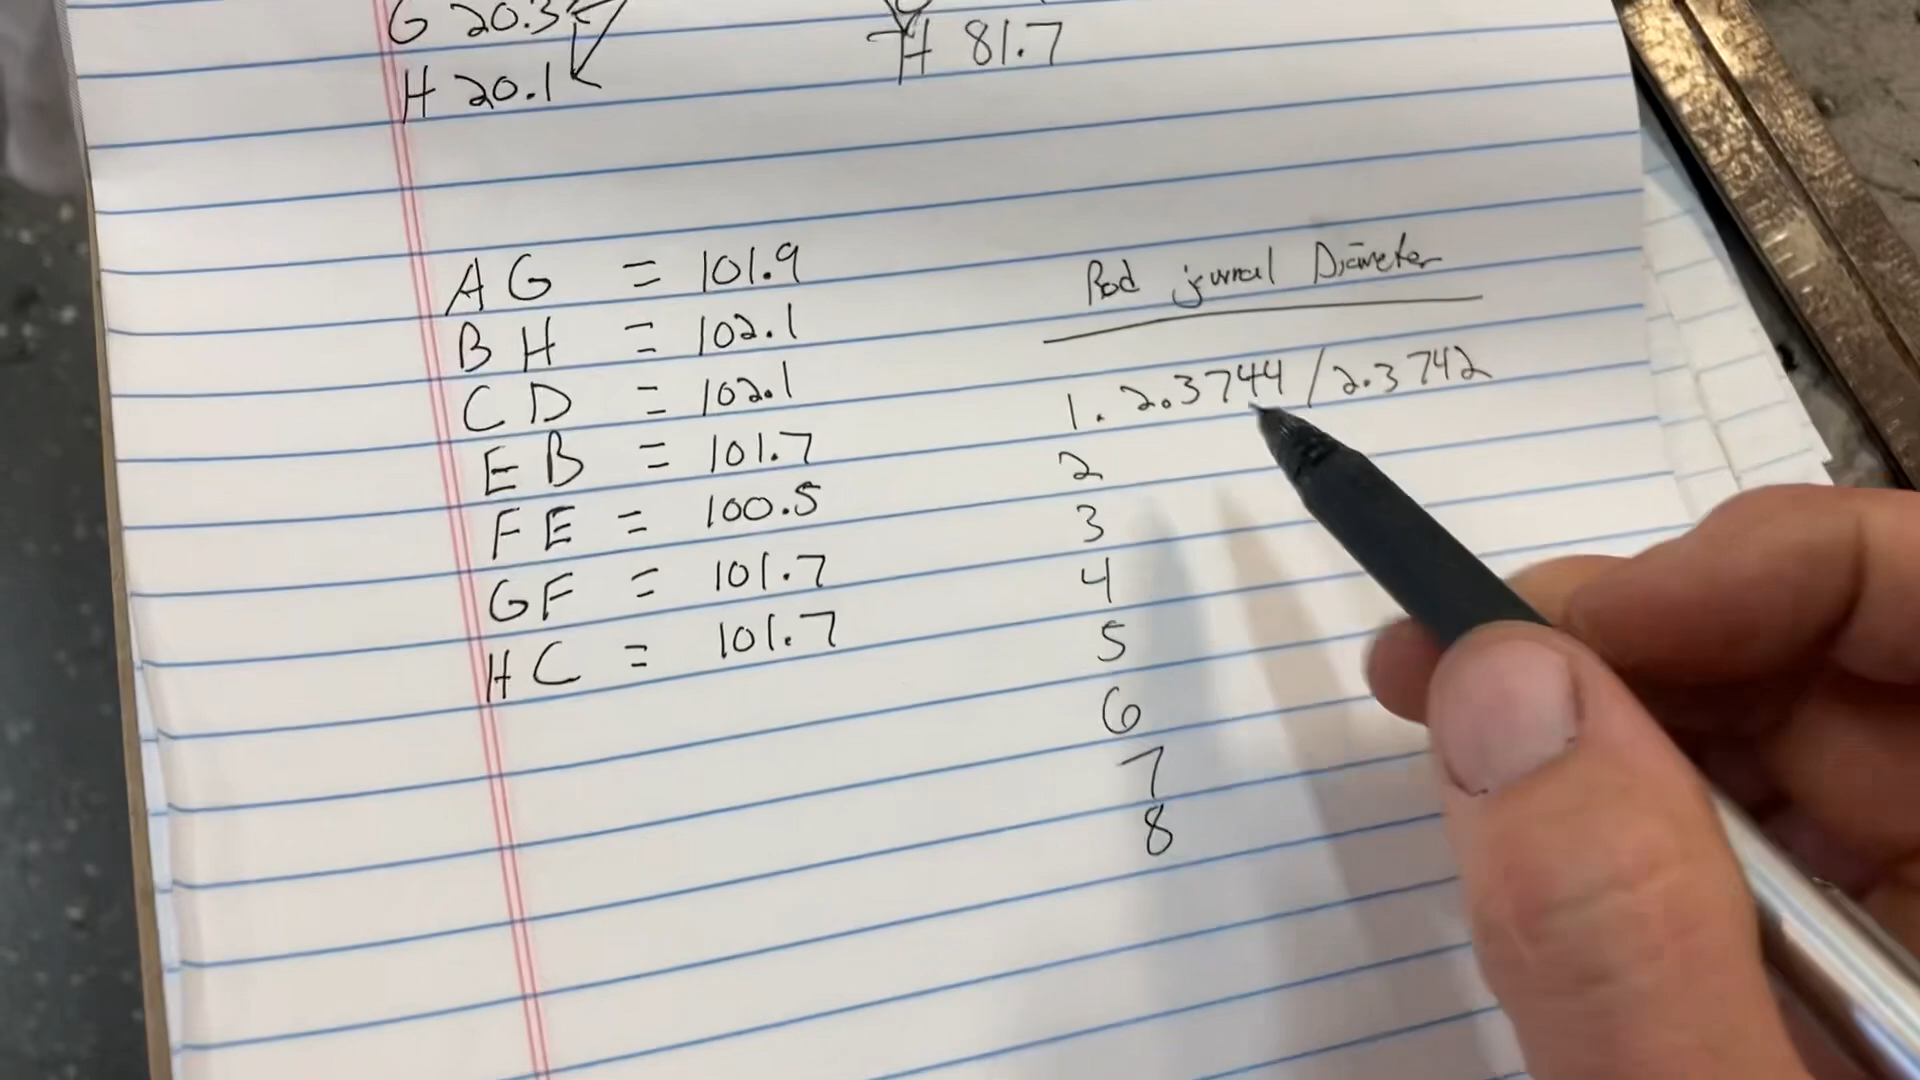 G 20.3
H 20.1
H 81.7
AG = 101.9
BH = 102.1
CD = 102.1
EB = 101.7
FE = 100.5
GF = 101.7
HC = 101.7
Rod journal Diameter
1. 2.3744 / 2.3742
2
3
4
5
6
7
8